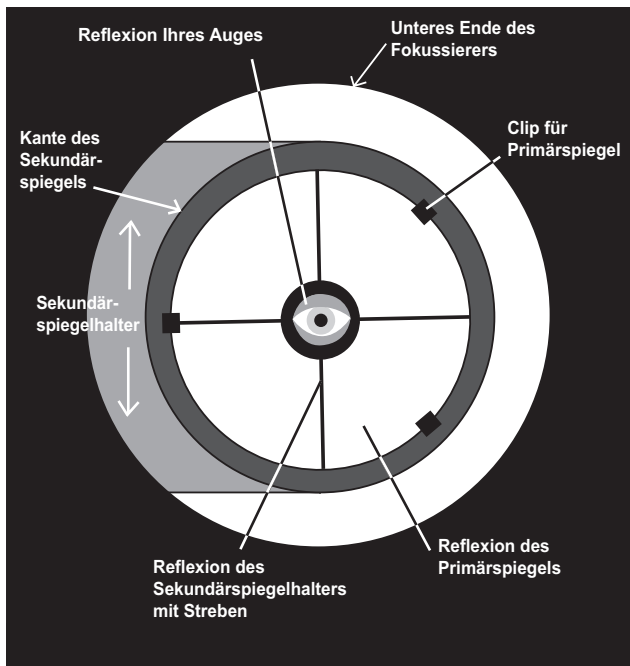 Reflexion Ihres Auges
Unteres Ende des
Fokussierers
Kante des
Sekundär-
spiegels
Clip für
Primärspiegel
Sekundär-
spiegelhalter
Reflexion des
Sekundärspiegelhalters
mit Streben
Reflexion des
Primärspiegels